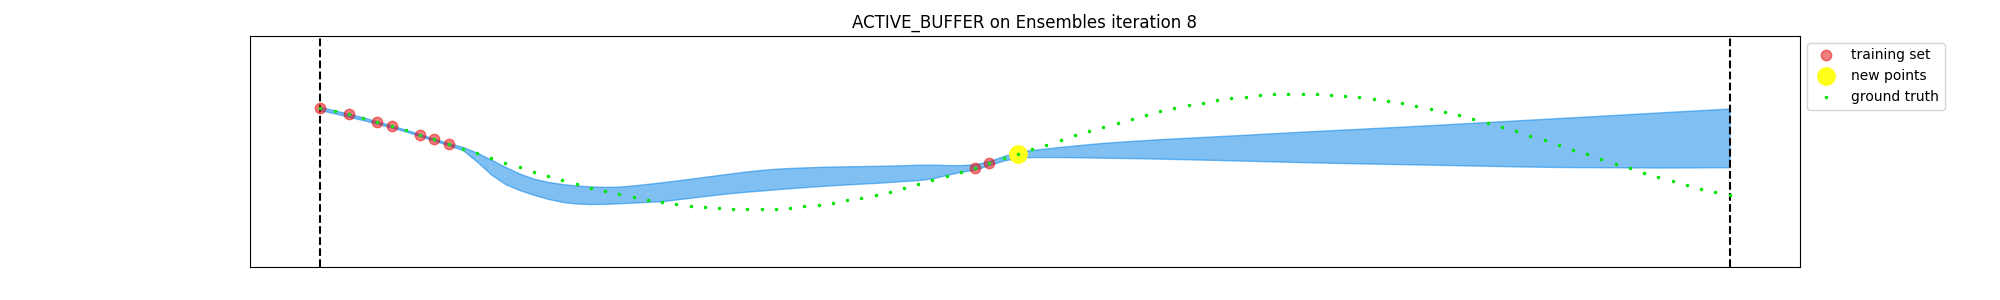 ACTIVE_BUFFER on Ensembles iteration 8
training set
new points
ground truth